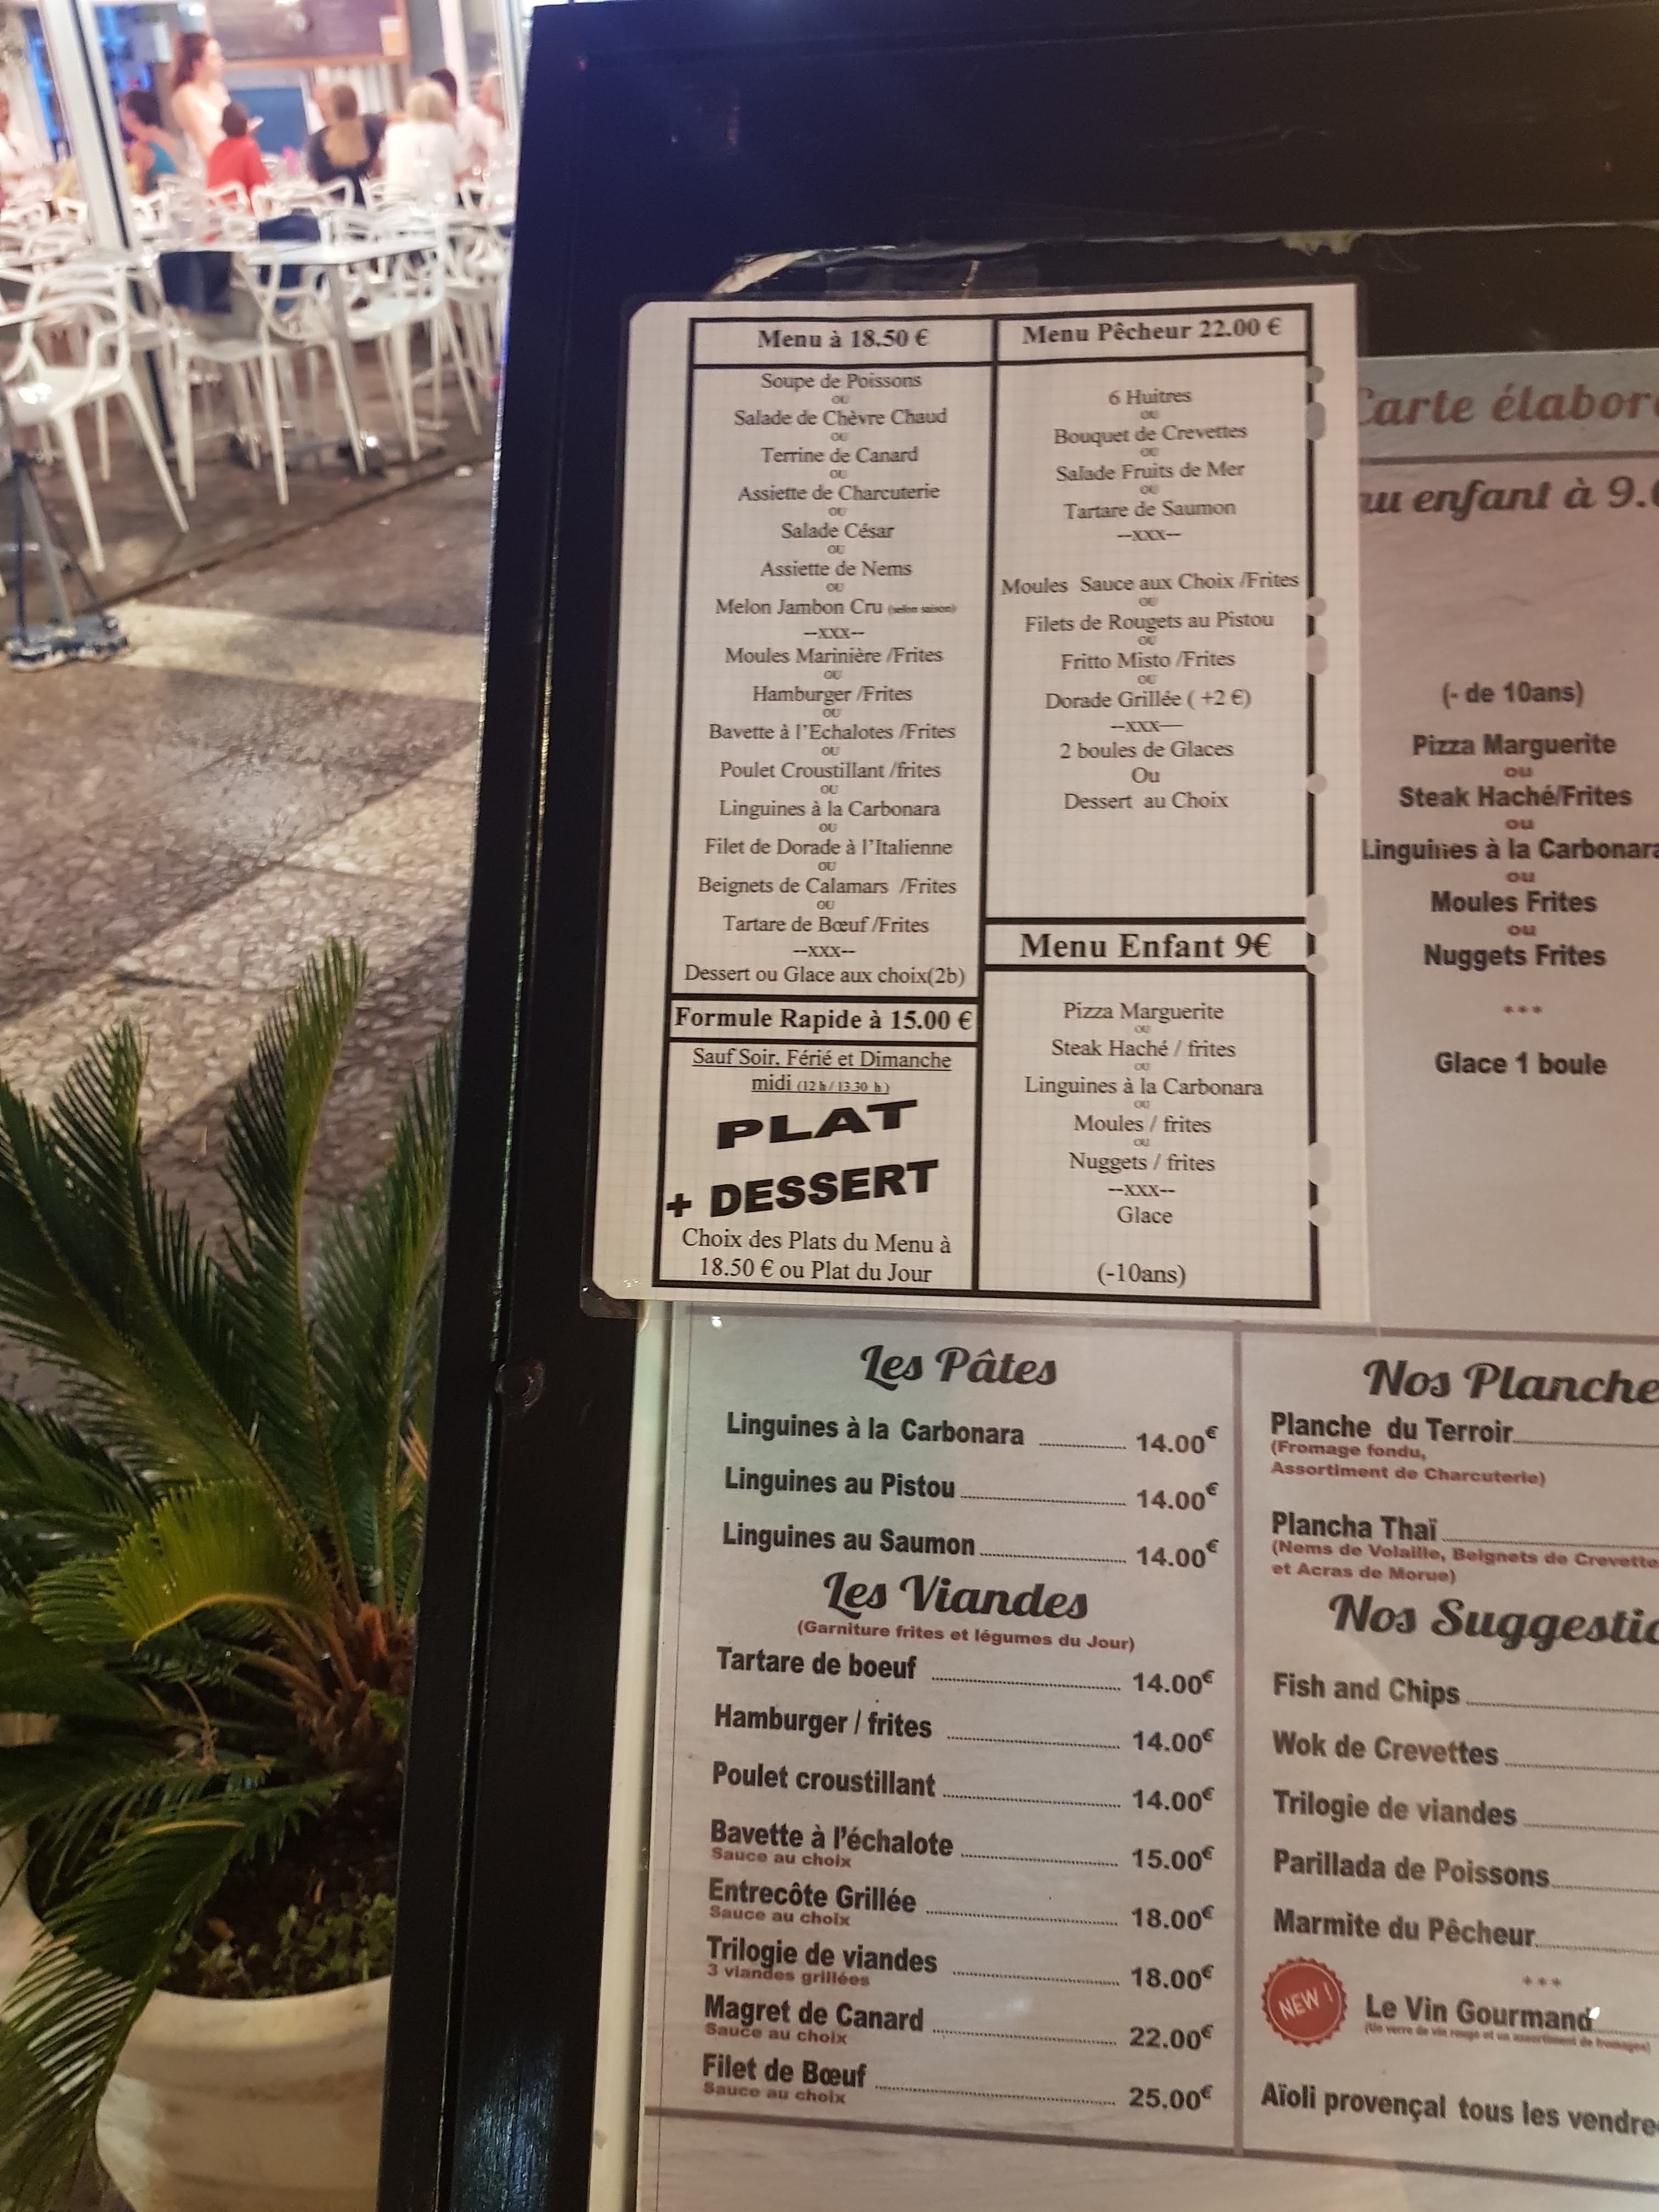 Menu à 18.50 €
Soupe de Poissons
OU
Salade de Chèvre Chaud
OU
Terrine de Canard
OU
Assiette de Charcuterie
OU
Salade César
OU
Assiette de Nems
OU
Melon Jambon Cru (selon saison)
--XXX--
Moules Marinière /Frites
OU
Hamburger /Frites
OU
Bavette à l'Echalotes /Frites
OU
Poulet Croustillant /frites
OU
Linguines à la Carbonara
OU
Filet de Dorade à l'Italienne
OU
Beignets de Calamars /Frites
OU
Tartare de Bœuf /Frites
--XXX--
Dessert ou Glace aux choix(2b)
Formule Rapide à 15.00 €
Sauf Soir, Férié et Dimanche
midi (12 h / 13.30 h )
PLAT
+ DESSERT
Choix des Plats du Menu à
18.50 € ou Plat du Jour
Menu Pêcheur 22.00 €
6 Huitres
OU
Bouquet de Crevettes
OU
Salade Fruits de Mer
OU
Tartare de Saumon
--XXX--
Moules Sauce aux Choix /Frites
OU
Filets de Rougets au Pistou
OU
Fritto Misto /Frites
OU
Dorade Grillée ( +2 €)
--XXX—
2 boules de Glaces
Ou
Dessert au Choix
Menu Enfant 9€
Pizza Marguerite
OU
Steak Haché / frites
OU
Linguines à la Carbonara
OU
Moules / frites
OU
Nuggets / frites
--XXX--
Glace
(-10ans)
Carte élabor
nu enfant à 9.
(- de 10ans)
Pizza Marguerite
ou
Steak Haché/Frites
ou
Linguines à la Carbonara
ou
Moules Frites
ou
Nuggets Frites
***
Glace 1 boule
Les Pâtes
Linguines à la Carbonara ........ 14.00€
Linguines au Pistou ........ 14.00€
Linguines au Saumon ........ 14.00€
Les Viandes
(Garniture frites et légumes du Jour)
Tartare de boeuf ........ 14.00€
Hamburger / frites ........ 14.00€
Poulet croustillant ........ 14.00€
Bavette à l'échalote ........ 15.00€
Sauce au choix
Entrecôte Grillée ........ 18.00€
Sauce au choix
Trilogie de viandes ........ 18.00€
3 viandes grillées
Magret de Canard ........ 22.00€
Sauce au choix
Filet de Bœuf ........ 25.00€
Sauce au choix
Nos Planche
Planche du Terroir........
(Fromage fondu,
Assortiment de Charcuterie)
Plancha Thaï........
(Nems de Volaille, Beignets de Crevette
et Acras de Morue)
Nos Suggestio
Fish and Chips........
Wok de Crevettes........
Trilogie de viandes........
Parillada de Poissons........
Marmite du Pêcheur........
***
NEW !
Le Vin Gourmand........
(Un verre de vin rouge et un assortiment de fromages)
Aïoli provençal tous les vendre